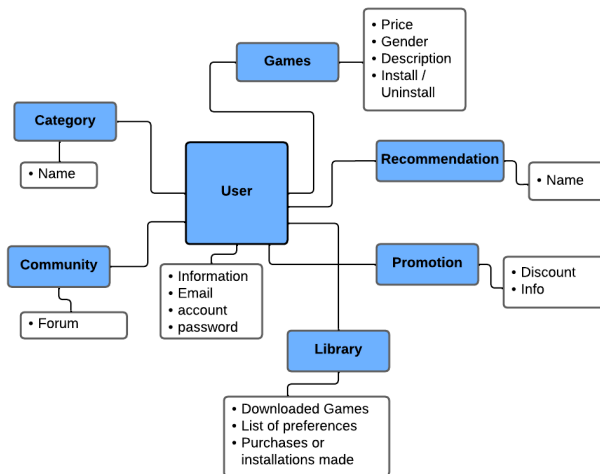 Games
• Price
• Gender
• Description
• Install /
Uninstall
Category
• Name
User
Recommendation
• Name
Community
• Forum
• Information
• Email
• account
• password
Promotion
• Discount
• Info
Library
• Downloaded Games
• List of preferences
• Purchases or
installations made